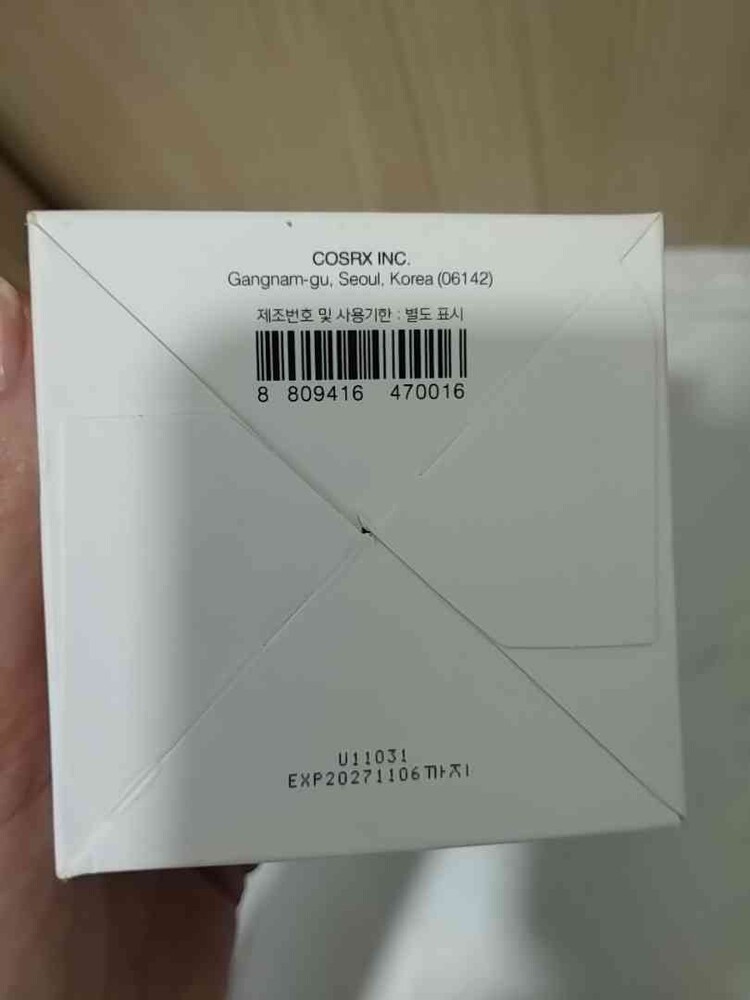 COSRX INC.
Gangnam-gu, Seoul, Korea (06142)
제조번호 및 사용기한 : 별도 표시
8 809416 470016
U11031
EXP20271106까지